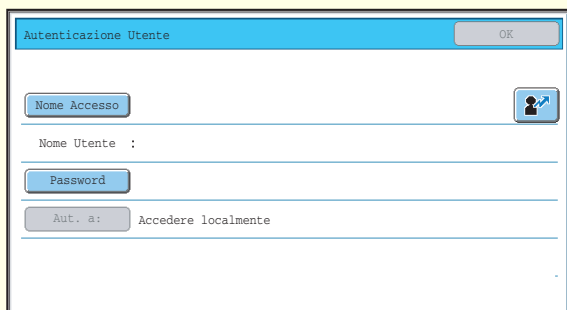 Autenticazione Utente OK
Nome Accesso
Nome Utente :
Password
Aut. a: Accedere localmente